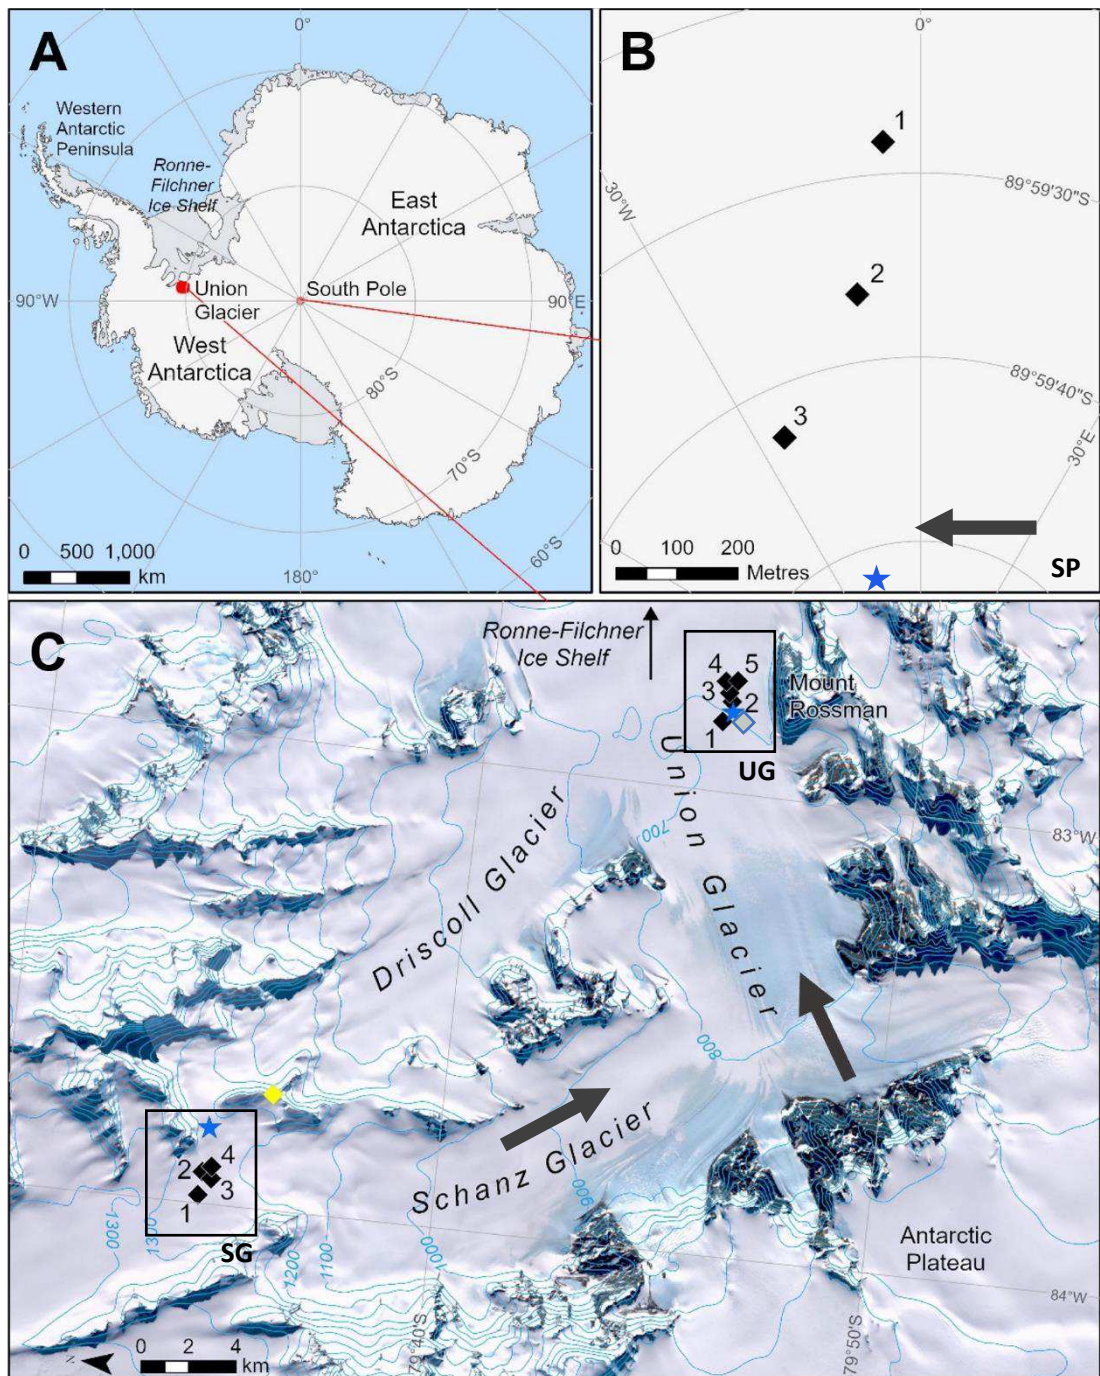 A
0°
Western
Antarctic
Peninsula
Ronne-
Filchner
Ice Shelf
East
Antarctica
90°W
Union
Glacier
South Pole
90°E
West
Antarctica
80°S
70°S
60°S
0 500 1,000
km
180°
B
0°
1
89°59'30"S
30°W
2
89°59'40"S
3
30°E
0 100 200
Metres
SP
C
Ronne-Filchner
Ice Shelf
4 5
3
2
1
Mount
Rossman
UG
Union Glacier
700
83°W
Driscoll Glacier
800
Schanz Glacier
900
2 4
3
1
SG
1300
1300
1200
1100
1000
Antarctic
Plateau
84°W
79°40'S
79°50'S
N
0 2 4
km